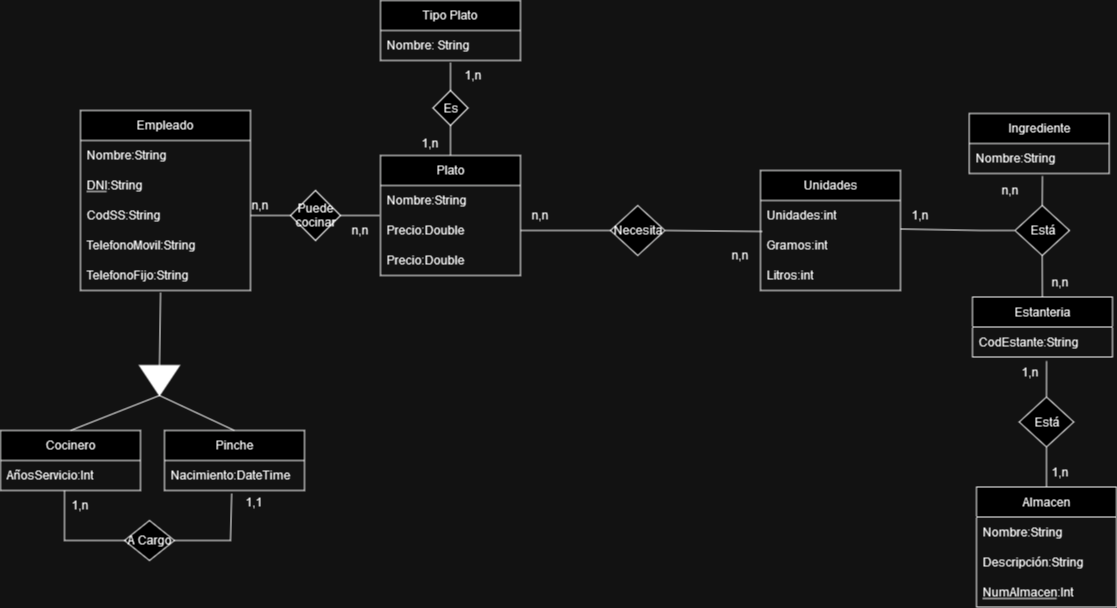 Tipo Plato
Nombre: String
1,n
Es
1,n
Empleado
Nombre:String
DNI:String
CodSS:String
TelefonoMovil:String
TelefonoFijo:String
n,n
Puede
cocinar
n,n
Plato
Nombre:String
Precio:Double
Precio:Double
n,n
Necesita
n,n
Unidades
Unidades:int
Gramos:int
Litros:int
1,n
Ingrediente
Nombre:String
n,n
Está
n,n
Estanteria
CodEstante:String
1,n
Está
1,n
Almacen
Nombre:String
Descripción:String
NumAlmacen:Int
Cocinero
AñosServicio:Int
1,n
Pinche
Nacimiento:DateTime
1,1
A Cargo